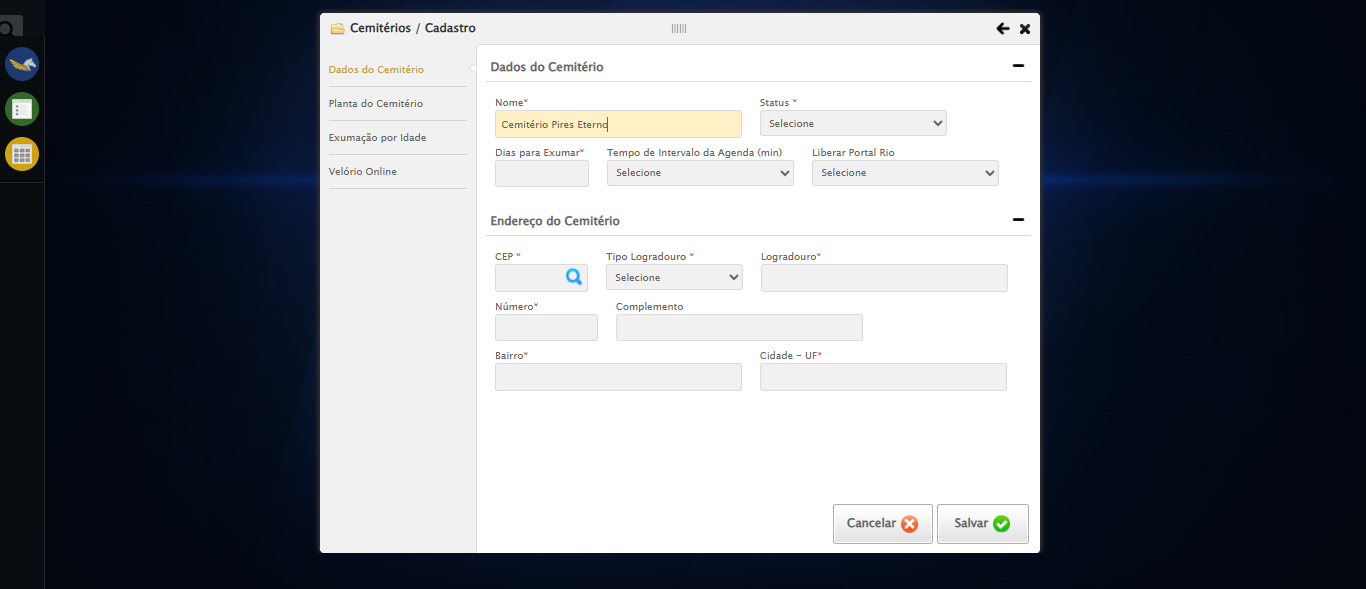 Cemitérios / Cadastro
Dados do Cemitério
Planta do Cemitério
Exumação por Idade
Velório Online
Dados do Cemitério
Nome* Status *
Cemitério Pires Eterno Selecione
Dias para Exumar* Tempo de Intervalo da Agenda (min) Liberar Portal Rio
Selecione Selecione
Endereço do Cemitério
CEP * Tipo Logradouro * Logradouro*
Selecione
Número* Complemento
Bairro* Cidade - UF*
Cancelar Salvar